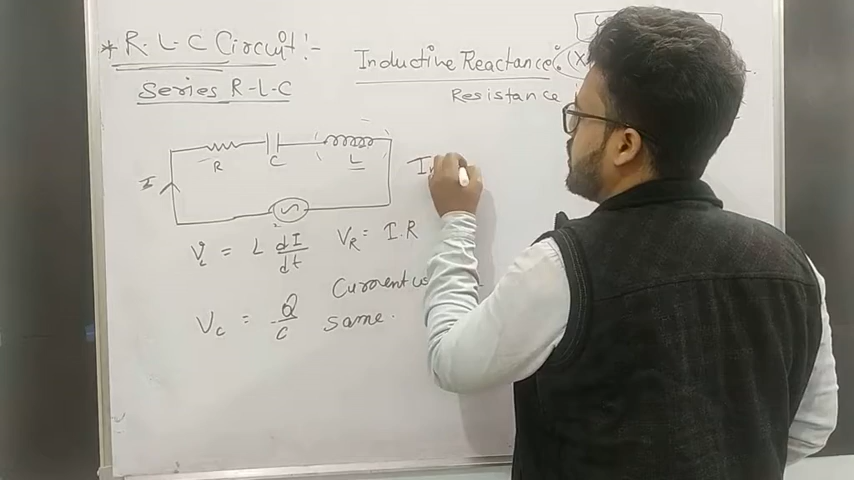 * R-L-C Circuit :-
Series R-L-C
Inductive Reactance :
Resistance
R
C
L
I
V_L = L dI/dt
V_R = I.R
V_C = Q/C
Current
same.